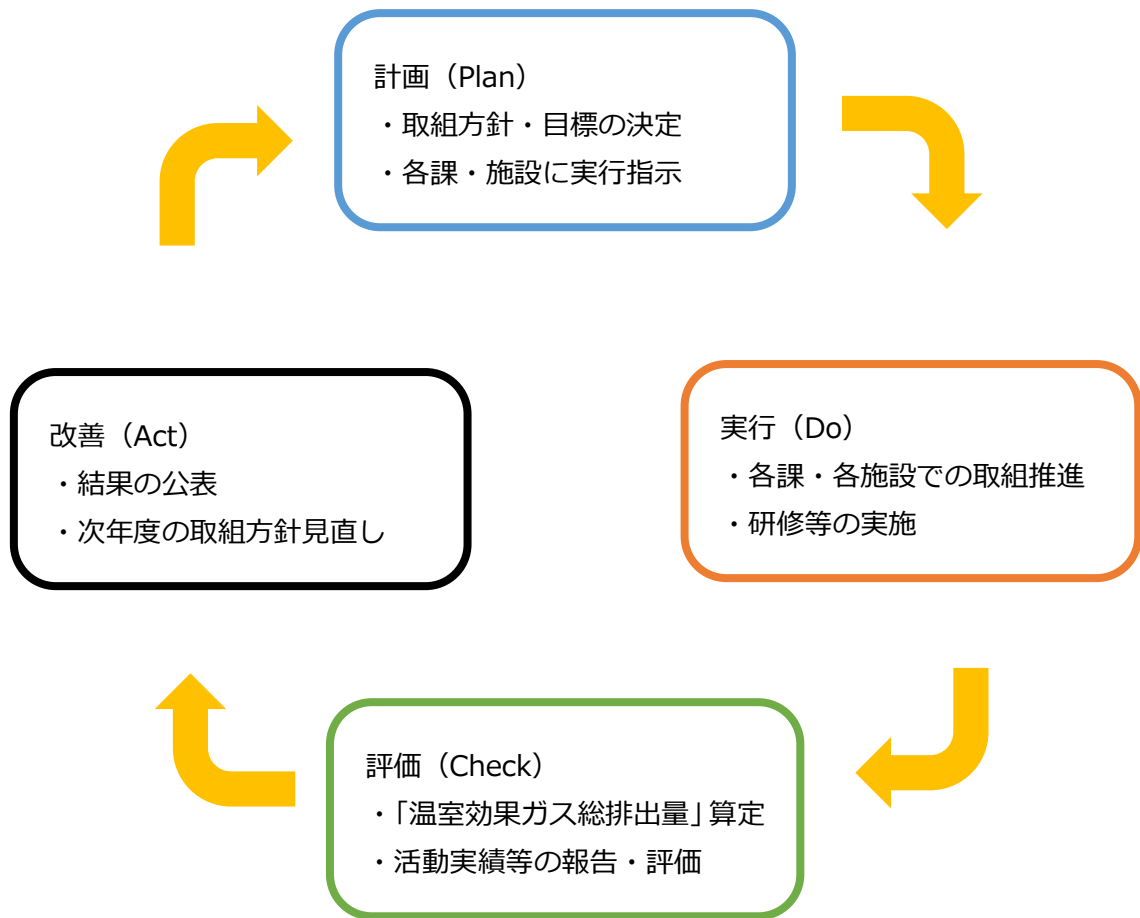 計画（Plan）
・取組方針・目標の決定
・各課・施設に実行指示
改善（Act）
・結果の公表
・次年度の取組方針見直し
実行（Do）
・各課・各施設での取組推進
・研修等の実施
評価（Check）
・「温室効果ガス総排出量」算定
・活動実績等の報告・評価